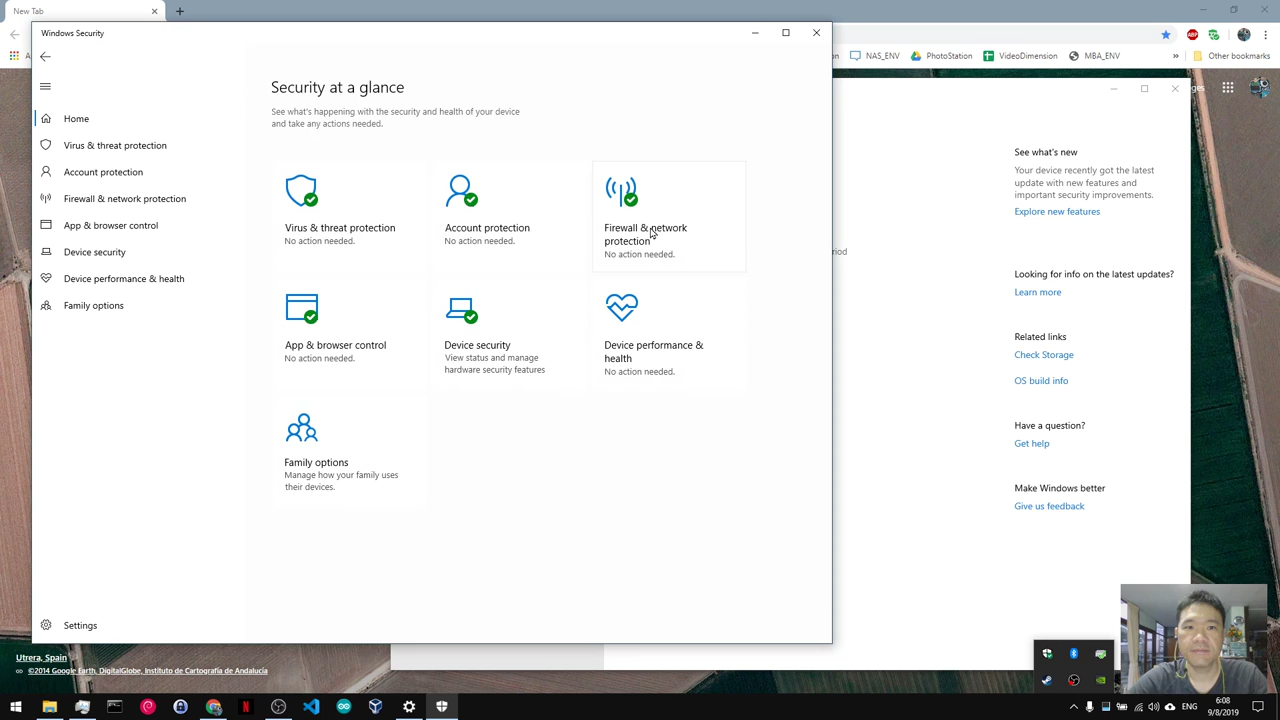 New Tab
Windows Security
NAS_ENV
PhotoStation
VideoDimension
MBA_ENV
»
Other bookmarks
Home
Virus & threat protection
Account protection
Firewall & network protection
App & browser control
Device security
Device performance & health
Family options
Settings
Security at a glance
See what's happening with the security and health of your device
and take any actions needed.
Virus & threat protection
No action needed.
Account protection
No action needed.
Firewall & network
protection
No action needed.
App & browser control
No action needed.
Device security
View status and manage
hardware security features
Device performance &
health
No action needed.
Family options
Manage how your family uses
their devices.
See what's new
Your device recently got the latest
update with new features and
important security improvements.
Explore new features
Looking for info on the latest updates?
Learn more
Related links
Check Storage
OS build info
Have a question?
Get help
Make Windows better
Give us feedback
Utrera, Spain
©2014 Google Earth, DigitalGlobe, Instituto de Cartografía de Andalucía
ENG
6:08
9/8/2019